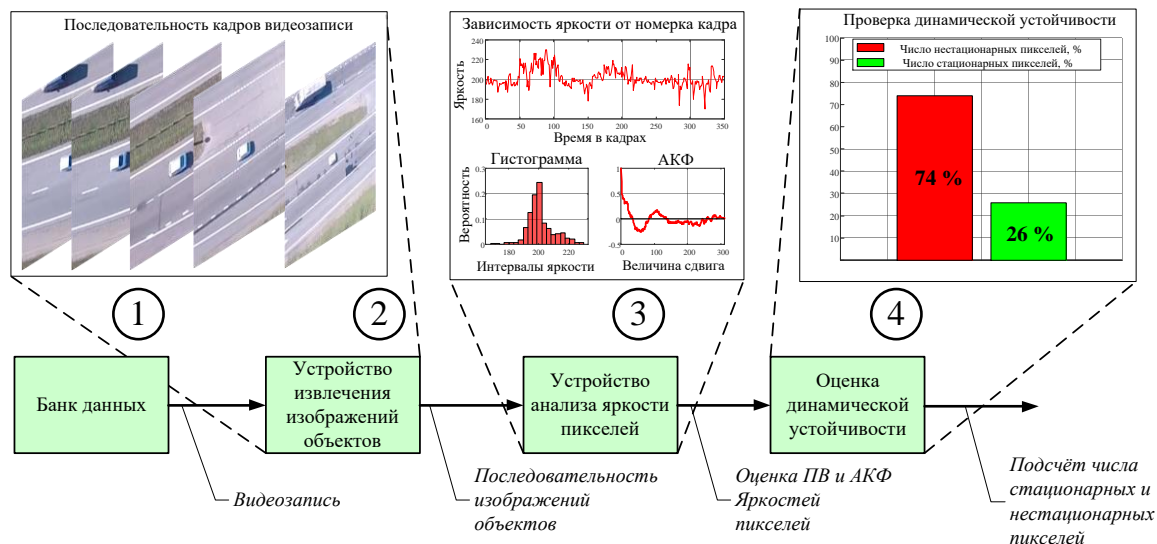 Последовательность кадров видеозаписи
Зависимость яркости от номерка кадра
240
220
200
180
160
Яркость
0
50
100
150
200
250
300
350
Время в кадрах
Гистограмма
0.3
0.2
0.1
0
Вероятность
180
200
220
Интервалы яркости
АКФ
1
0.5
0
-0.5
0
100
200
300
Величина сдвига
Проверка динамической устойчивости
100
90
80
70
60
50
40
30
20
10
Число нестационарных пикселей, %
Число стационарных пикселей, %
74 %
26 %
1
2
3
4
Банк данных
Устройство
извлечения
изображений
объектов
Устройство
анализа яркости
пикселей
Оценка
динамической
устойчивости
Видеозапись
Последовательность
изображений
объектов
Оценка ПВ и АКФ
Яркостей
пикселей
Подсчёт числа
стационарных и
нестационарных
пикселей